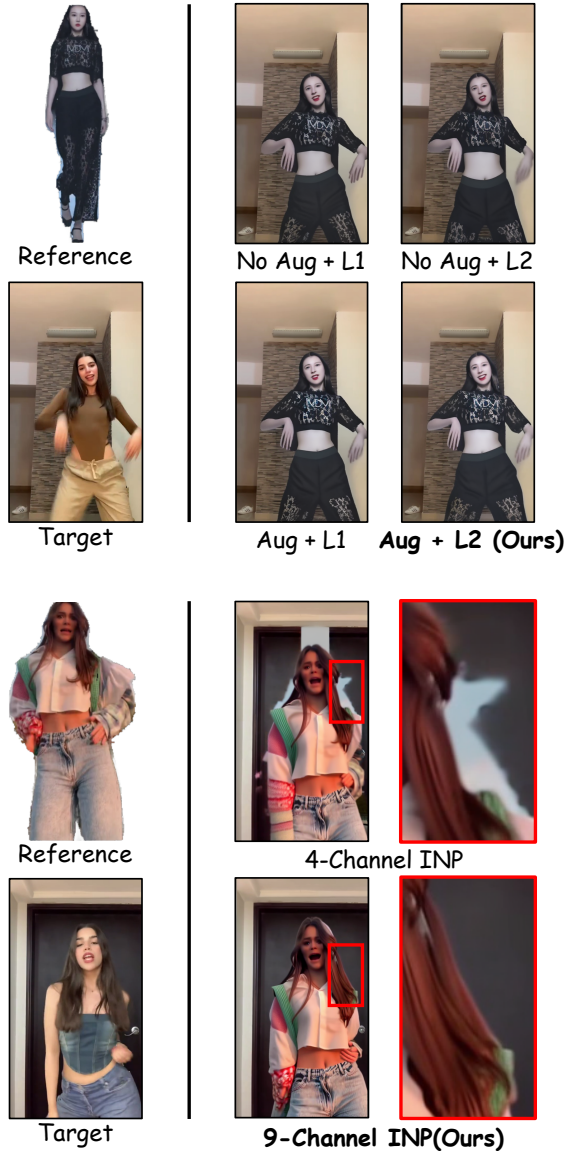 Reference
No Aug + L1
No Aug + L2
Target
Aug + L1
Aug + L2 (Ours)
Reference
4-Channel INP
Target
9-Channel INP(Ours)